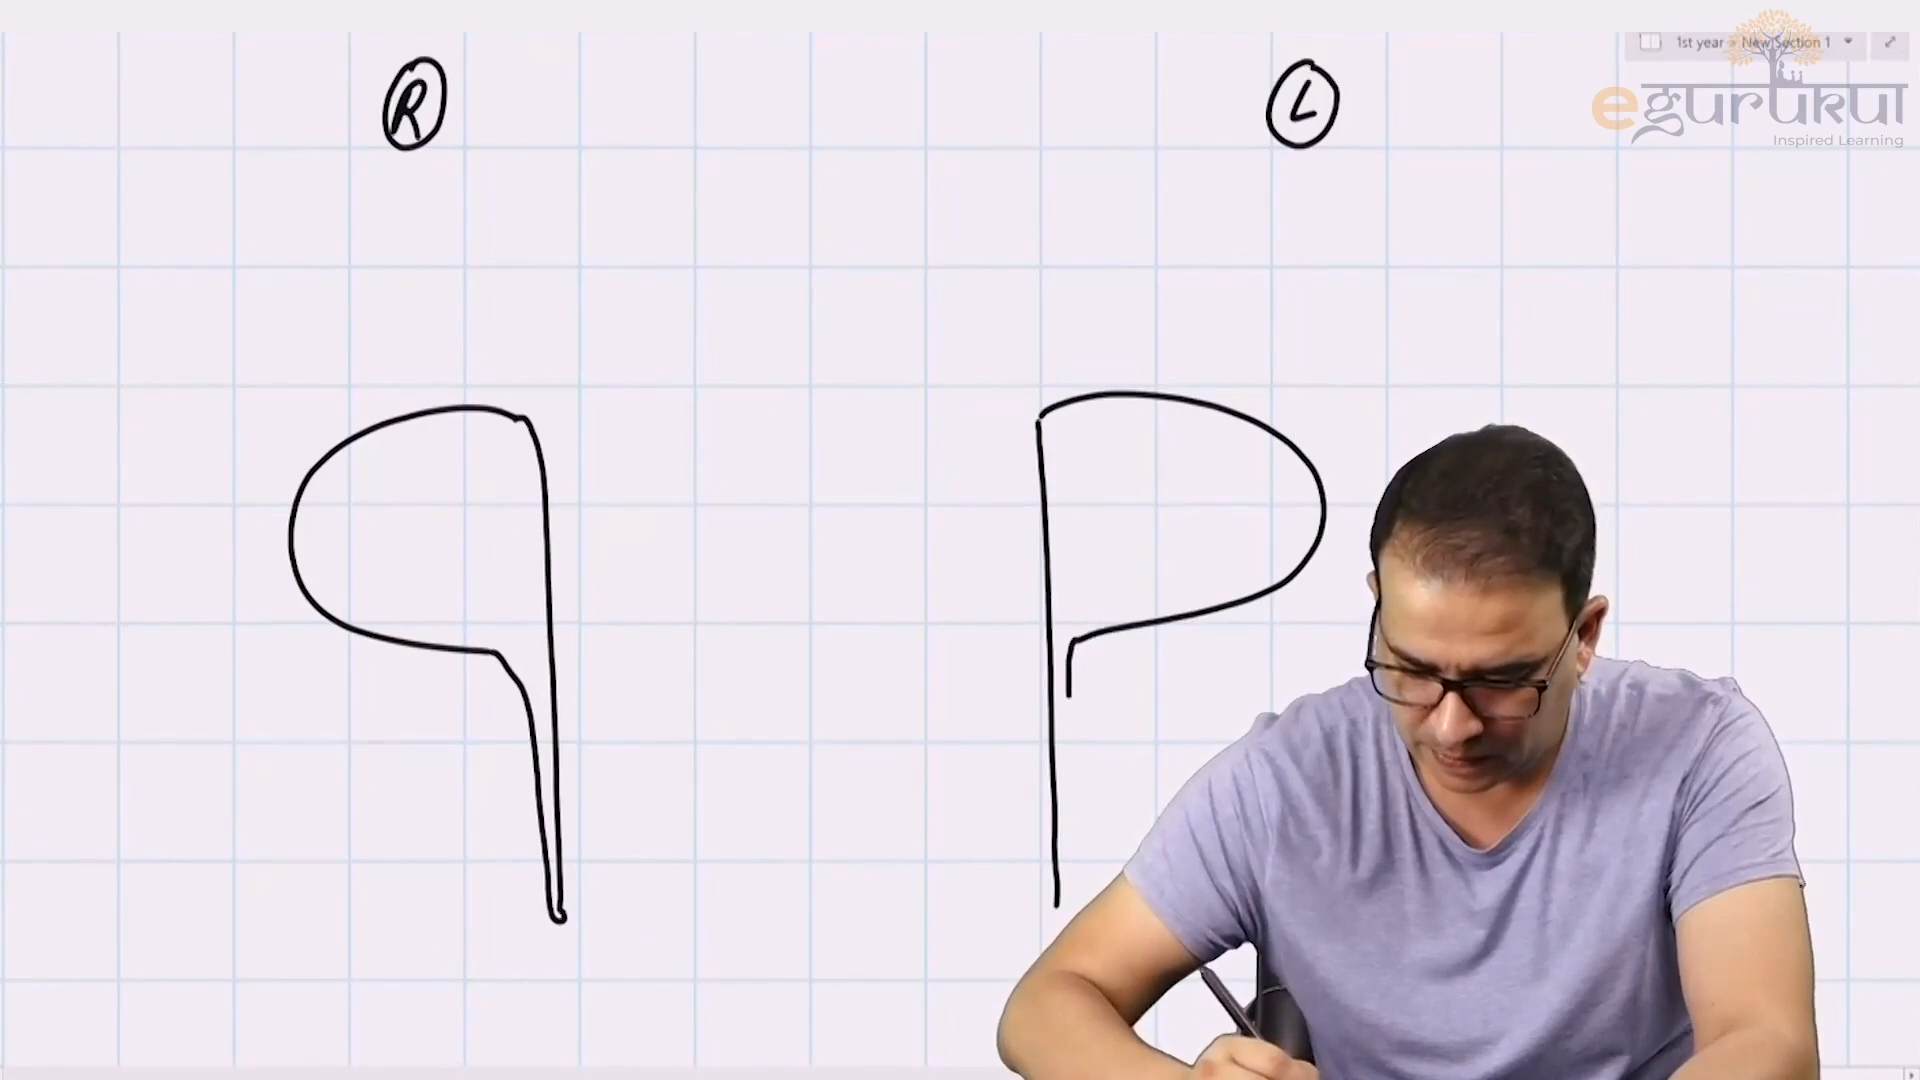 R
L
1st year » New Section 1
egurukul
Inspired Learning